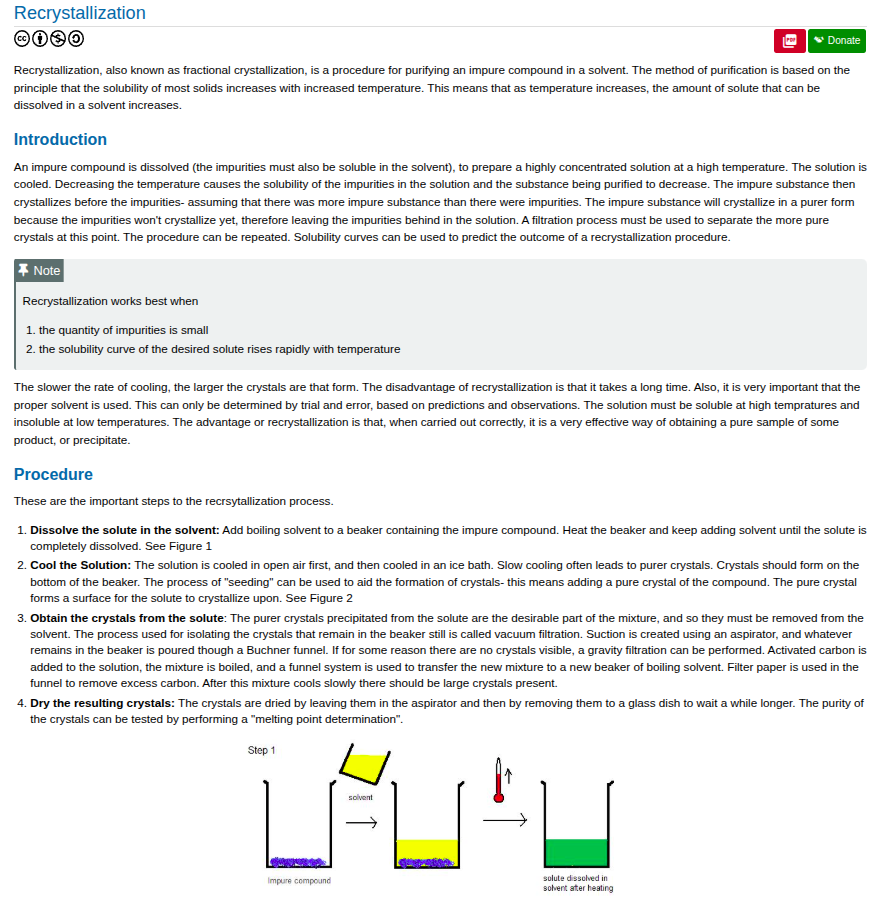 Recrystallization
Donate
Recrystallization, also known as fractional crystallization, is a procedure for purifying an impure compound in a solvent. The method of purification is based on the
principle that the solubility of most solids increases with increased temperature. This means that as temperature increases, the amount of solute that can be
dissolved in a solvent increases.
Introduction
An impure compound is dissolved (the impurities must also be soluble in the solvent), to prepare a highly concentrated solution at a high temperature. The solution is
cooled. Decreasing the temperature causes the solubility of the impurities in the solution and the substance being purified to decrease. The impure substance then
crystallizes before the impurities- assuming that there was more impure substance than there were impurities. The impure substance will crystallize in a purer form
because the impurities won't crystallize yet, therefore leaving the impurities behind in the solution. A filtration process must be used to separate the more pure
crystals at this point. The procedure can be repeated. Solubility curves can be used to predict the outcome of a recrystallization procedure.
Note
Recrystallization works best when
1. the quantity of impurities is small
2. the solubility curve of the desired solute rises rapidly with temperature
The slower the rate of cooling, the larger the crystals are that form. The disadvantage of recrystallization is that it takes a long time. Also, it is very important that the
proper solvent is used. This can only be determined by trial and error, based on predictions and observations. The solution must be soluble at high tempratures and
insoluble at low temperatures. The advantage or recrystallization is that, when carried out correctly, it is a very effective way of obtaining a pure sample of some
product, or precipitate.
Procedure
These are the important steps to the recrsytallization process.
1. Dissolve the solute in the solvent: Add boiling solvent to a beaker containing the impure compound. Heat the beaker and keep adding solvent until the solute is
completely dissolved. See Figure 1
2. Cool the Solution: The solution is cooled in open air first, and then cooled in an ice bath. Slow cooling often leads to purer crystals. Crystals should form on the
bottom of the beaker. The process of "seeding" can be used to aid the formation of crystals- this means adding a pure crystal of the compound. The pure crystal
forms a surface for the solute to crystallize upon. See Figure 2
3. Obtain the crystals from the solute: The purer crystals precipitated from the solute are the desirable part of the mixture, and so they must be removed from the
solvent. The process used for isolating the crystals that remain in the beaker still is called vacuum filtration. Suction is created using an aspirator, and whatever
remains in the beaker is poured though a Buchner funnel. If for some reason there are no crystals visible, a gravity filtration can be performed. Activated carbon is
added to the solution, the mixture is boiled, and a funnel system is used to transfer the new mixture to a new beaker of boiling solvent. Filter paper is used in the
funnel to remove excess carbon. After this mixture cools slowly there should be large crystals present.
4. Dry the resulting crystals: The crystals are dried by leaving them in the aspirator and then by removing them to a glass dish to wait a while longer. The purity of
the crystals can be tested by performing a "melting point determination".
Step 1
solvent
impure compound
solute dissolved in
solvent after heating